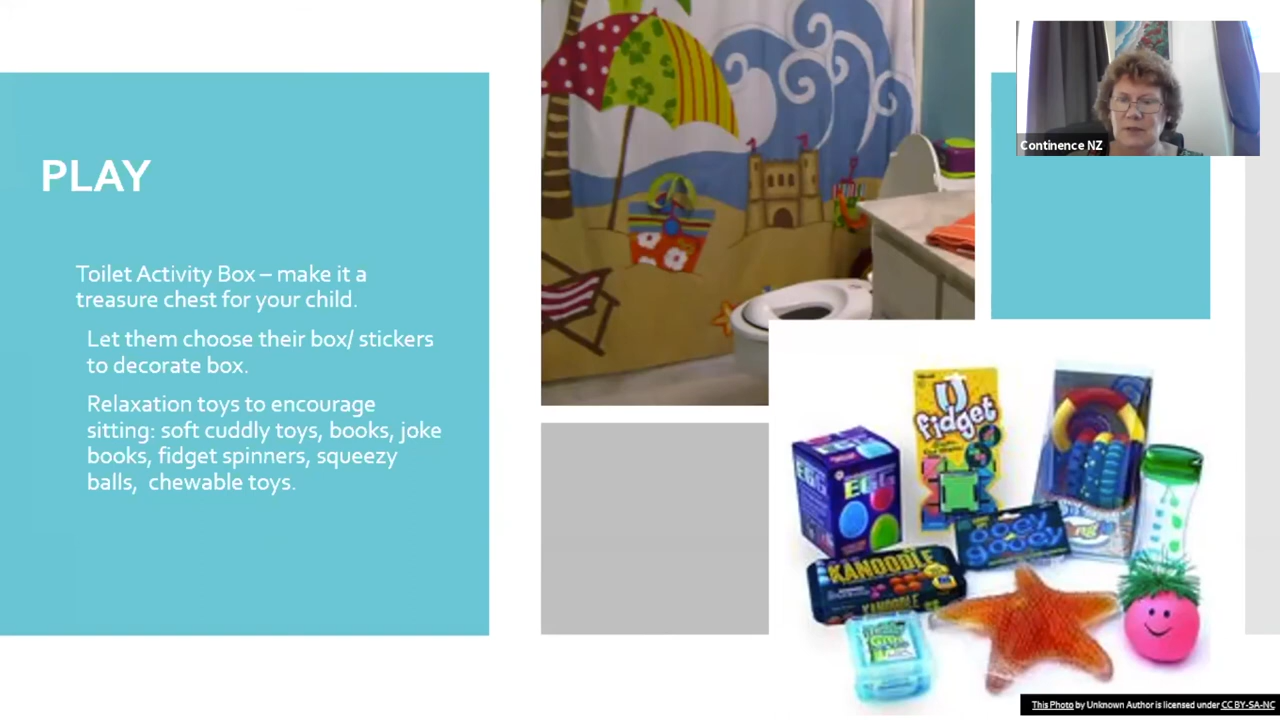 PLAY
Toilet Activity Box – make it a
treasure chest for your child.
Let them choose their box/ stickers
to decorate box.
Relaxation toys to encourage
sitting: soft cuddly toys, books, joke
books, fidget spinners, squeezy
balls,  chewable toys.
Continence NZ
U
fidget
EGG
EGG
ooey
gooey
KANOODLE
KANOODLE
This Photo by Unknown Author is licensed under CC BY-SA-NC